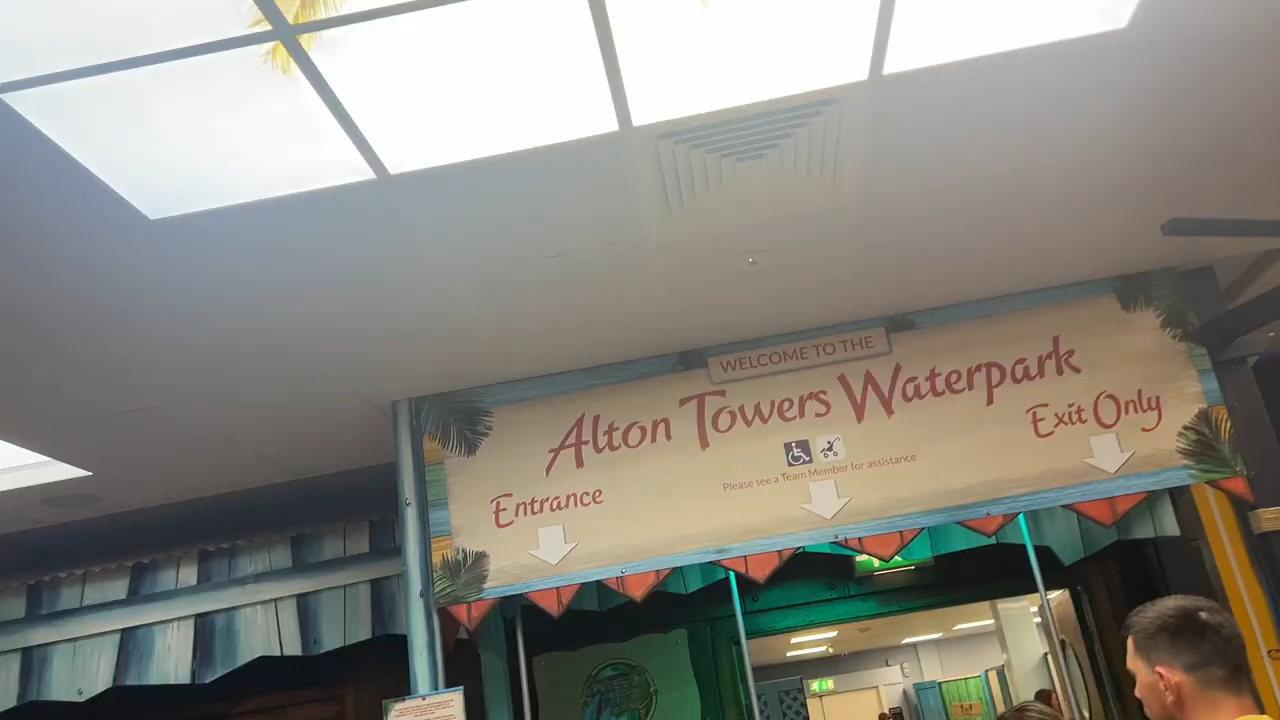 WELCOME TO THE
Alton Towers Waterpark
Entrance
Please see a Team Member for assistance
Exit Only